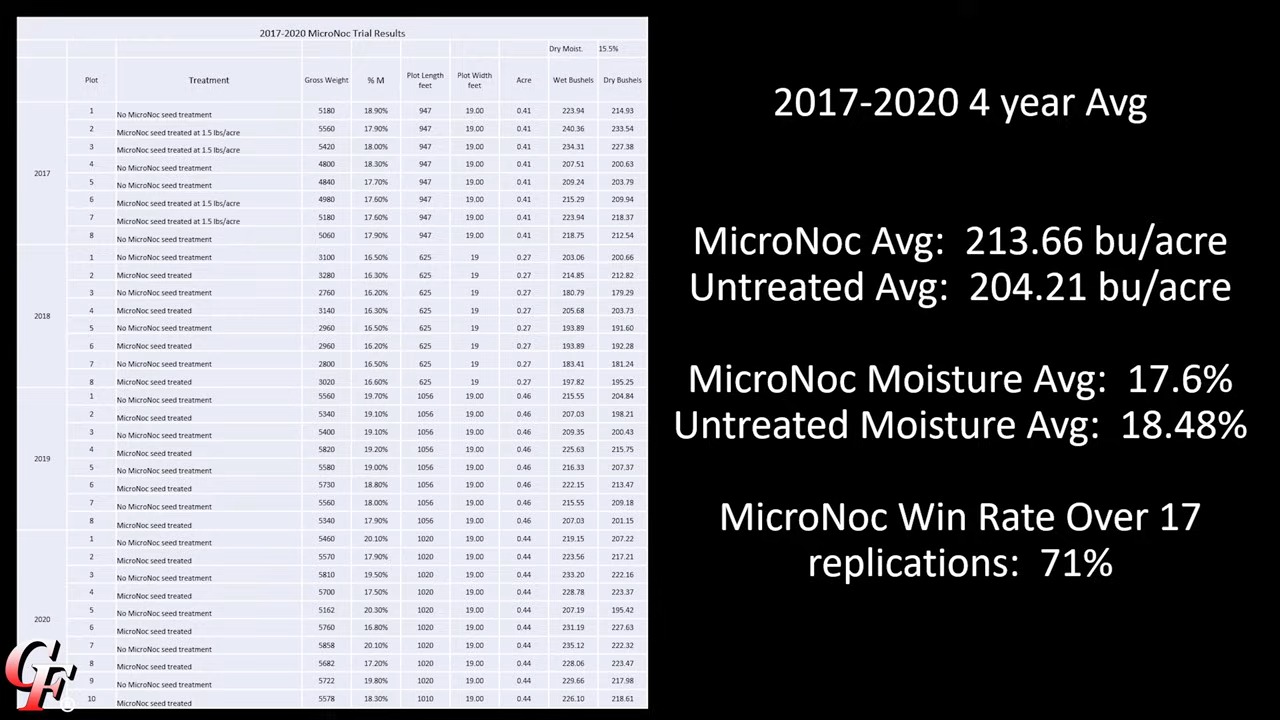 2017-2020 MicroNoc Trial Results
Dry Moist. 15.5%
Plot Treatment Gross Weight % M Plot Length feet Plot Width feet Acre Wet Bushels Dry Bushels
2017
1 No MicroNoc seed treatment 5180 18.90% 947 19.00 0.41 223.94 214.93
2 MicroNoc seed treated at 1.5 lbs/acre 5560 17.90% 947 19.00 0.41 240.36 233.54
3 MicroNoc seed treated at 1.5 lbs/acre 5420 18.00% 947 19.00 0.41 234.31 227.38
4 No MicroNoc seed treatment 4800 18.30% 947 19.00 0.41 207.51 200.63
5 No MicroNoc seed treatment 4840 17.70% 947 19.00 0.41 209.24 203.79
6 MicroNoc seed treated at 1.5 lbs/acre 4980 17.60% 947 19.00 0.41 215.29 209.94
7 MicroNoc seed treated at 1.5 lbs/acre 5180 17.60% 947 19.00 0.41 223.94 218.37
8 No MicroNoc seed treatment 5060 17.90% 947 19.00 0.41 218.75 212.54
2018
1 No MicroNoc seed treatment 3100 16.50% 625 19 0.27 203.06 200.66
2 MicroNoc seed treated 3280 16.30% 625 19 0.27 214.85 212.82
3 No MicroNoc seed treatment 2760 16.20% 625 19 0.27 180.79 179.29
4 MicroNoc seed treated 3140 16.30% 625 19 0.27 205.68 203.73
5 No MicroNoc seed treatment 2960 16.50% 625 19 0.27 193.89 191.60
6 MicroNoc seed treated 2960 16.20% 625 19 0.27 193.89 192.28
7 No MicroNoc seed treatment 2800 16.50% 625 19 0.27 183.41 181.24
8 MicroNoc seed treated 3020 16.60% 625 19 0.27 197.82 195.25
2019
1 No MicroNoc seed treatment 5560 19.70% 1056 19.00 0.46 215.55 204.84
2 MicroNoc seed treated 5340 19.10% 1056 19.00 0.46 207.03 198.21
3 No MicroNoc seed treatment 5400 19.10% 1056 19.00 0.46 209.35 200.43
4 MicroNoc seed treated 5820 19.20% 1056 19.00 0.46 225.63 215.75
5 No MicroNoc seed treatment 5580 19.00% 1056 19.00 0.46 216.33 207.37
6 MicroNoc seed treated 5730 18.80% 1056 19.00 0.46 222.15 213.47
7 No MicroNoc seed treatment 5560 18.00% 1056 19.00 0.46 215.55 209.18
8 MicroNoc seed treated 5340 17.90% 1056 19.00 0.46 207.03 201.15
2020
1 No MicroNoc seed treatment 5460 20.10% 1020 19.00 0.44 219.15 207.22
2 MicroNoc seed treated 5570 17.90% 1020 19.00 0.44 223.56 217.21
3 No MicroNoc seed treatment 5810 19.50% 1020 19.00 0.44 233.20 222.16
4 MicroNoc seed treated 5700 17.50% 1020 19.00 0.44 228.78 223.37
5 No MicroNoc seed treatment 5162 20.30% 1020 19.00 0.44 207.19 195.42
6 MicroNoc seed treated 5760 16.80% 1020 19.00 0.44 231.19 227.63
7 No MicroNoc seed treatment 5858 20.10% 1020 19.00 0.44 235.12 222.32
8 MicroNoc seed treated 5682 17.20% 1020 19.00 0.44 228.06 223.47
9 No MicroNoc seed treatment 5722 19.80% 1020 19.00 0.44 229.66 217.98
10 MicroNoc seed treated 5578 18.30% 1010 19.00 0.44 226.10 218.61
GF
2017-2020 4 year Avg
MicroNoc Avg: 213.66 bu/acre
Untreated Avg: 204.21 bu/acre
MicroNoc Moisture Avg: 17.6%
Untreated Moisture Avg: 18.48%
MicroNoc Win Rate Over 17
replications: 71%